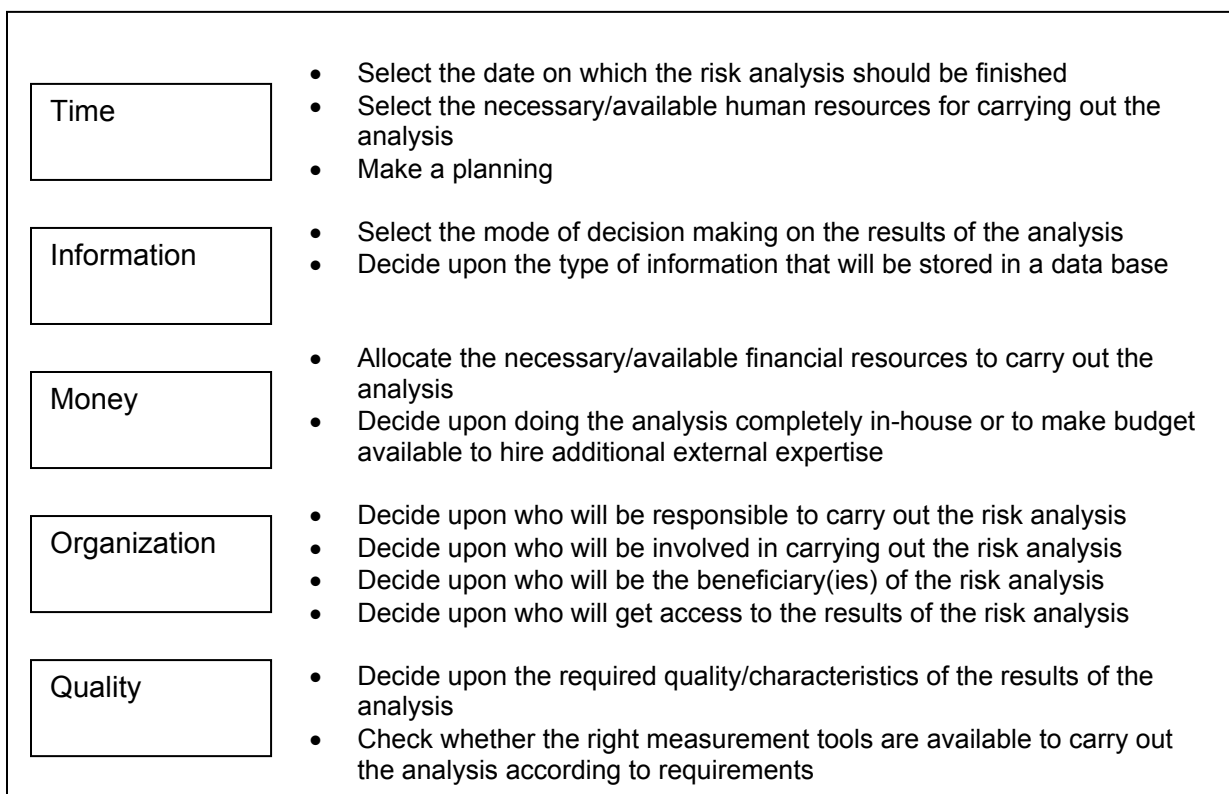 Time
• Select the date on which the risk analysis should be finished
• Select the necessary/available human resources for carrying out the
analysis
• Make a planning
Information
• Select the mode of decision making on the results of the analysis
• Decide upon the type of information that will be stored in a data base
Money
• Allocate the necessary/available financial resources to carry out the
analysis
• Decide upon doing the analysis completely in-house or to make budget
available to hire additional external expertise
Organization
• Decide upon who will be responsible to carry out the risk analysis
• Decide upon who will be involved in carrying out the risk analysis
• Decide upon who will be the beneficiary(ies) of the risk analysis
• Decide upon who will get access to the results of the risk analysis
Quality
• Decide upon the required quality/characteristics of the results of the
analysis
• Check whether the right measurement tools are available to carry out
the analysis according to requirements